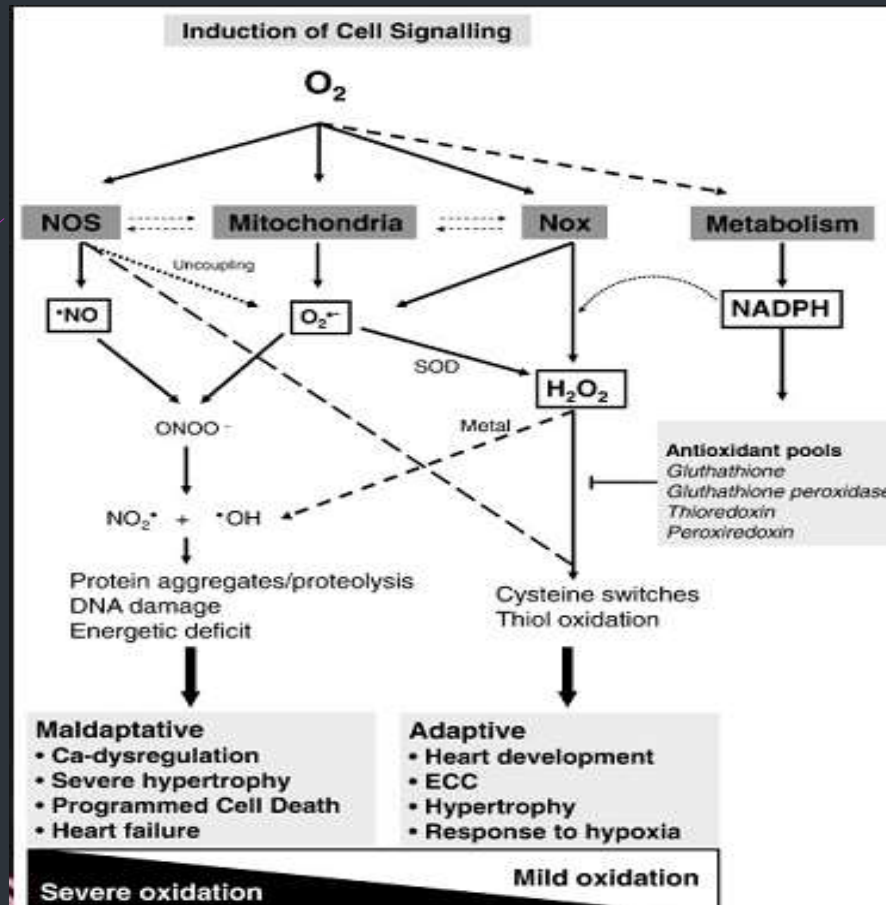 Induction of Cell Signalling
O₂
NOS Mitochondria Nox Metabolism
Uncoupling
•NO O₂•− NADPH
SOD
H₂O₂
ONOO − Metal
Antioxidant pools
Gluthathione
Gluthathione peroxidase
Thioredoxin
Peroxiredoxin
NO₂• + •OH
Protein aggregates/proteolysis
DNA damage
Energetic deficit
Cysteine switches
Thiol oxidation
Maldaptative
• Ca-dysregulation
• Severe hypertrophy
• Programmed Cell Death
• Heart failure
Adaptive
• Heart development
• ECC
• Hypertrophy
• Response to hypoxia
Severe oxidation
Mild oxidation